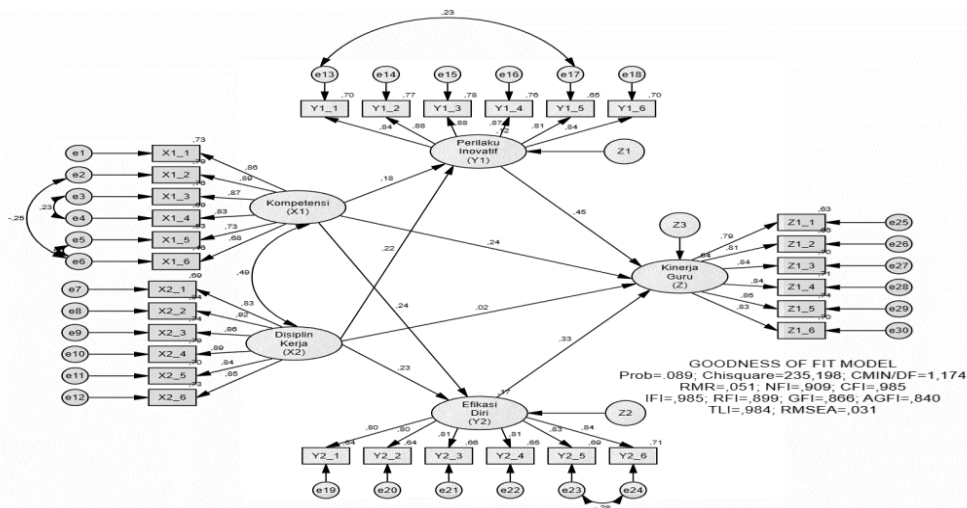 ,23
e13 e14 e15 e16 e17 e18
,70 ,77 ,78 ,76 ,65 ,70
Y1_1 Y1_2 Y1_3 Y1_4 Y1_5 Y1_6
,84 ,88 ,88 ,87 ,81 ,84
,12
Perilaku
Inovatif
(Y1)
Z1
e1 X1_1 ,73
e2 X1_2
e3 X1_3
e4 X1_4
e5 X1_5
e6 X1_6
-,25 ,23
,86
,89
,87
,83
,73
,68
Kompetensi
(X1)
,18
,22
,24
,24
,49
,02
,23
,45
,33
e7 X2_1 ,69
e8 X2_2
e9 X2_3
e10 X2_4
e11 X2_5
e12 X2_6
,83
,92
,86
,89
,84
,85
Disiplin
Kerja
(X2)
Z3
Kinerja
Guru
(Z)
,84
,79
,81
,84
,84
,86
,83
Z1_1 ,63 e25
Z1_2 e26
Z1_3 e27
Z1_4 e28
Z1_5 e29
Z1_6 e30
GOODNESS OF FIT MODEL
Prob=.089; Chisquare=235,198; CMIN/DF=1,174
RMR=,051; NFI=,909; CFI=,985
IFI=,985; RFI=,899; GFI=,866; AGFI=,840
TLI=,984; RMSEA=,031
,17
Efikasi
Diri
(Y2)
Z2
,80 ,80 ,81 ,81 ,83 ,84
,64 ,64 ,66 ,65 ,69 ,71
Y2_1 Y2_2 Y2_3 Y2_4 Y2_5 Y2_6
e19 e20 e21 e22 e23 e24